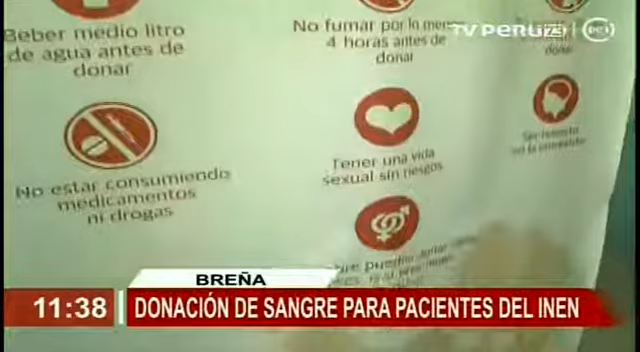 Beber medio litro
de agua antes de
donar
No fumar por lo menos
4 horas antes de
donar
TV PERÚ
donar
No estar consumiendo
medicamentos
ni drogas
Tener una vida
sexual sin riesgos
BREÑA
11:38
DONACIÓN DE SANGRE PARA PACIENTES DEL INEN